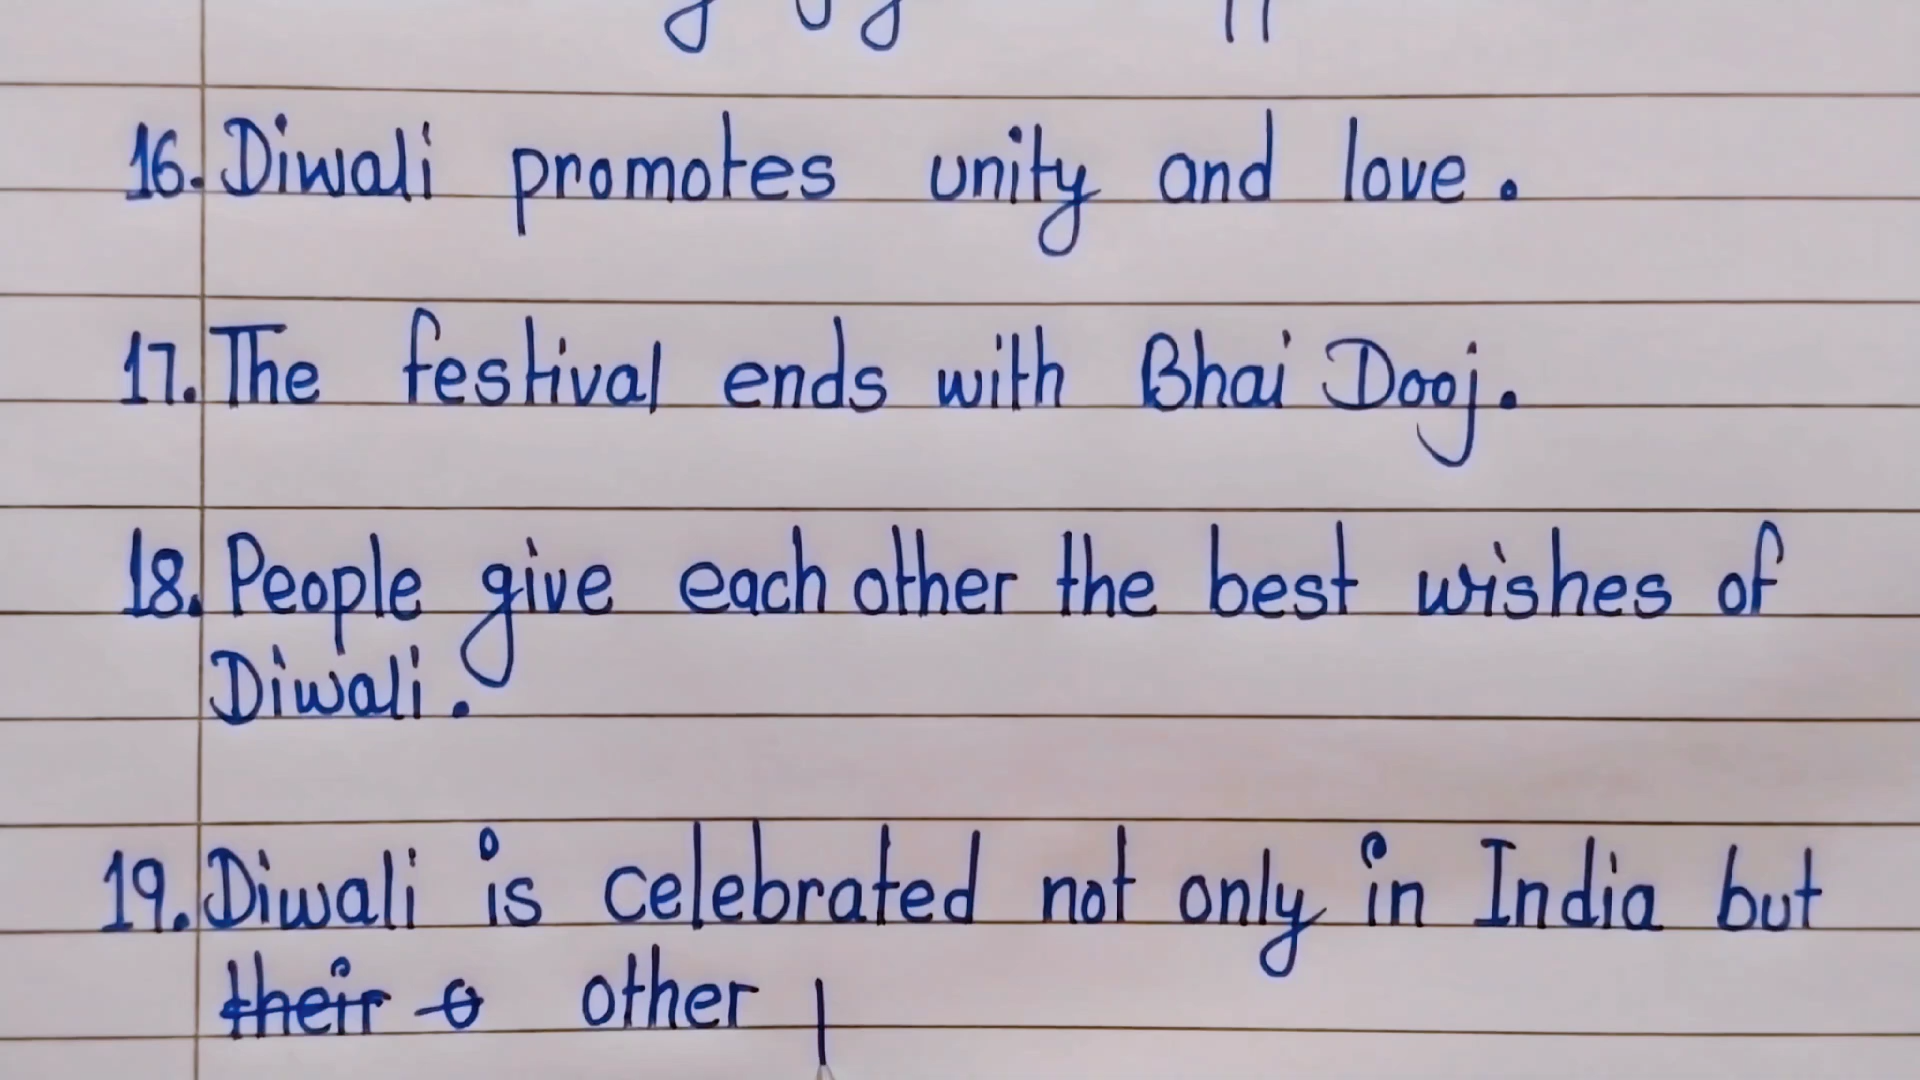 16. Diwali promotes unity and love.
17. The festival ends with Bhai Dooj.
18. People give each other the best wishes of
Diwali.
19. Diwali is celebrated not only in India but
their o other